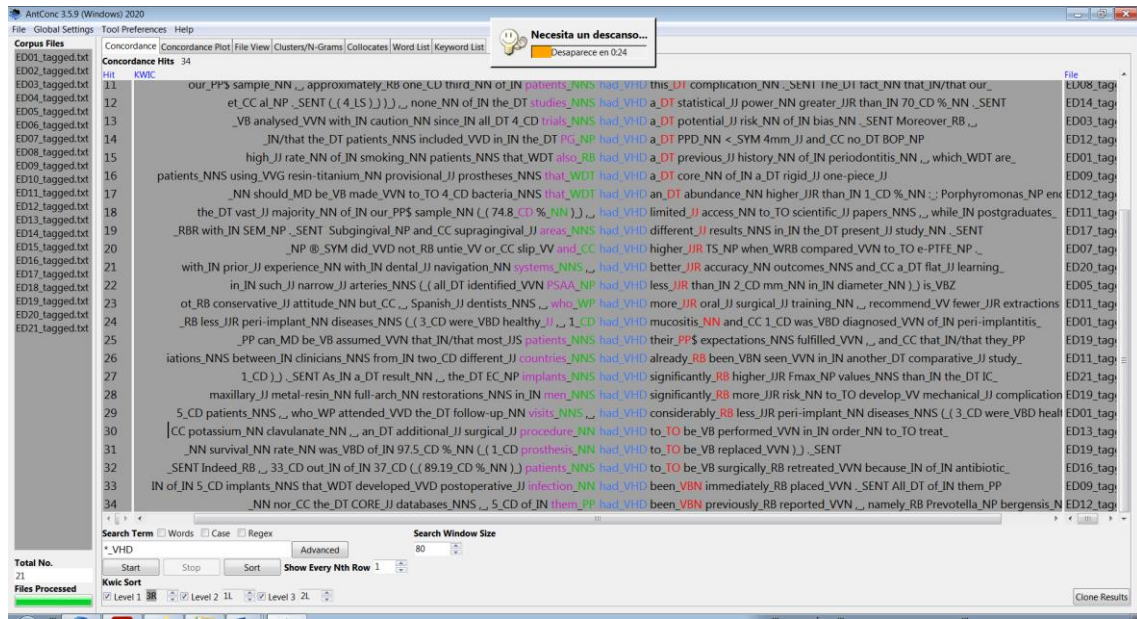 AntConc 3.5.9 (Windows) 2020
File Global Settings Tool Preferences Help
Necesita un descanso...
Desaparece en 0:24
Corpus Files
ED01_tagged.txt
ED02_tagged.txt
ED03_tagged.txt
ED04_tagged.txt
ED05_tagged.txt
ED06_tagged.txt
ED07_tagged.txt
ED08_tagged.txt
ED09_tagged.txt
ED10_tagged.txt
ED11_tagged.txt
ED12_tagged.txt
ED13_tagged.txt
ED14_tagged.txt
ED15_tagged.txt
ED16_tagged.txt
ED17_tagged.txt
ED18_tagged.txt
ED19_tagged.txt
ED20_tagged.txt
ED21_tagged.txt
Total No.
21
Files Processed
Concordance Concordance Plot File View Clusters/N-Grams Collocates Word List Keyword List
Concordance Hits 34
Hit KWIC File
11 our_PP$ sample_NN ,_, approximately_RB one_CD third_NN of_IN patients_NNS had_VHD this_DT complication_NN ._SENT The_DT fact_NN that_IN/that our_ ED08_tag
12 et_CC al_NP ._SENT (_( 4_LS )_) )_) ,_, none_NN of_IN the_DT studies_NNS had_VHD a_DT statistical_JJ power_NN greater_JJR than_IN 70_CD %_NN ._SENT ED14_tag
13 _VB analysed_VVN with_IN caution_NN since_IN all_DT 4_CD trials_NNS had_VHD a_DT potential_JJ risk_NN of_IN bias_NN ._SENT Moreover_RB ,_, ED03_tag
14 _IN/that the_DT patients_NNS included_VVD in_IN the_DT PG_NP had_VHD a_DT PPD_NN <_SYM 4mm_JJ and_CC no_DT BOP_NP ED12_tag
15 high_JJ rate_NN of_IN smoking_NN patients_NNS that_WDT also_RB had_VHD a_DT previous_JJ history_NN of_IN periodontitis_NN ,_, which_WDT are_ ED01_tag
16 patients_NNS using_VVG resin-titanium_NN provisional_JJ prostheses_NNS that_WDT had_VHD a_DT core_NN of_IN a_DT rigid_JJ one-piece_JJ ED09_tag
17 _NN should_MD be_VB made_VVN to_TO 4_CD bacteria_NNS that_WDT had_VHD an_DT abundance_NN higher_JJR than_IN 1_CD %_NN :_: Porphyromonas_NP end ED12_tag
18 the_DT vast_JJ majority_NN of_IN our_PP$ sample_NN (_( 74.8_CD %_NN )_) ,_, had_VHD limited_JJ access_NN to_TO scientific_JJ papers_NNS ,_, while_IN postgraduates_ ED11_tag
19 _RBR with_IN SEM_NP ._SENT Subgingival_NP and_CC supragingival_JJ areas_NNS had_VHD different_JJ results_NNS in_IN the_DT present_JJ study_NN ._SENT ED17_tag
20 _NP ®_SYM did_VVD not_RB untie_VV or_CC slip_VV and_CC had_VHD higher_JJR TS_NP when_WRB compared_VVN to_TO e-PTFE_NP ._ ED07_tag
21 with_IN prior_JJ experience_NN with_IN dental_JJ navigation_NN systems_NNS ,_, had_VHD better_JJR accuracy_NN outcomes_NNS and_CC a_DT flat_JJ learning_ ED20_tag
22 in_IN such_JJ narrow_JJ arteries_NNS (_( all_DT identified_VVN PSAA_NP had_VHD less_JJR than_IN 2_CD mm_NN in_IN diameter_NN )_) is_VBZ ED05_tag
23 ot_RB conservative_JJ attitude_NN but_CC ,_, Spanish_JJ dentists_NNS ,_, who_WP had_VHD more_JJR oral_JJ surgical_JJ training_NN ,_, recommend_VV fewer_JJR extractions ED11_tag
24 _RB less_JJR peri-implant_NN diseases_NNS (_( 3_CD were_VBD healthy_JJ ,_, 1_CD had_VHD mucositis_NN and_CC 1_CD was_VBD diagnosed_VVN of_IN peri-implantitis_ ED01_tag
25 _PP can_MD be_VB assumed_VVN that_IN/that most_JJS patients_NNS had_VHD their_PP$ expectations_NNS fulfilled_VVN ,_, and_CC that_IN/that they_PP ED19_tag
26 iations_NNS between_IN clinicians_NNS from_IN two_CD different_JJ countries_NNS had_VHD already_RB been_VBN seen_VVN in_IN another_DT comparative_JJ study_ ED11_tag
27 1_CD )_) ._SENT As_IN a_DT result_NN ,_, the_DT EC_NP implants_NNS had_VHD significantly_RB higher_JJR Fmax_NP values_NNS than_IN the_DT IC_ ED21_tag
28 maxillary_JJ metal-resin_NN full-arch_NN restorations_NNS in_IN men_NNS had_VHD significantly_RB more_JJR risk_NN to_TO develop_VV mechanical_JJ complication ED19_tag
29 5_CD patients_NNS ,_, who_WP attended_VVD the_DT follow-up_NN visits_NNS ,_, had_VHD considerably_RB less_JJR peri-implant_NN diseases_NNS (_( 3_CD were_VBD healt ED01_tag
30 CC potassium_NN clavulanate_NN ,_, an_DT additional_JJ surgical_JJ procedure_NN had_VHD to_TO be_VB performed_VVN in_IN order_NN to_TO treat_ ED13_tag
31 _NN survival_NN rate_NN was_VBD of_IN 97.5_CD %_NN (_( 1_CD prosthesis_NN had_VHD to_TO be_VB replaced_VVN )_) ._SENT ED19_tag
32 _SENT Indeed_RB ,_, 33_CD out_IN of_IN 37_CD (_( 89.19_CD %_NN )_) patients_NNS had_VHD to_TO be_VB surgically_RB retreated_VVN because_IN of_IN antibiotic_ ED16_tag
33 IN of_IN 5_CD implants_NNS that_WDT developed_VVD postoperative_JJ infection_NN had_VHD been_VBN immediately_RB placed_VVN ._SENT All_DT of_IN them_PP ED09_tag
34 _NN nor_CC the_DT CORE_JJ databases_NNS ,_, 5_CD of_IN them_PP had_VHD been_VBN previously_RB reported_VVN ,_, namely_RB Prevotella_NP bergensis_N ED12_tag
Search Term Words Case Regex Search Window Size
*_VHD Advanced 80
Start Stop Sort Show Every Nth Row 1
Kwic Sort
Level 1 3R Level 2 1L Level 3 2L Clone Results